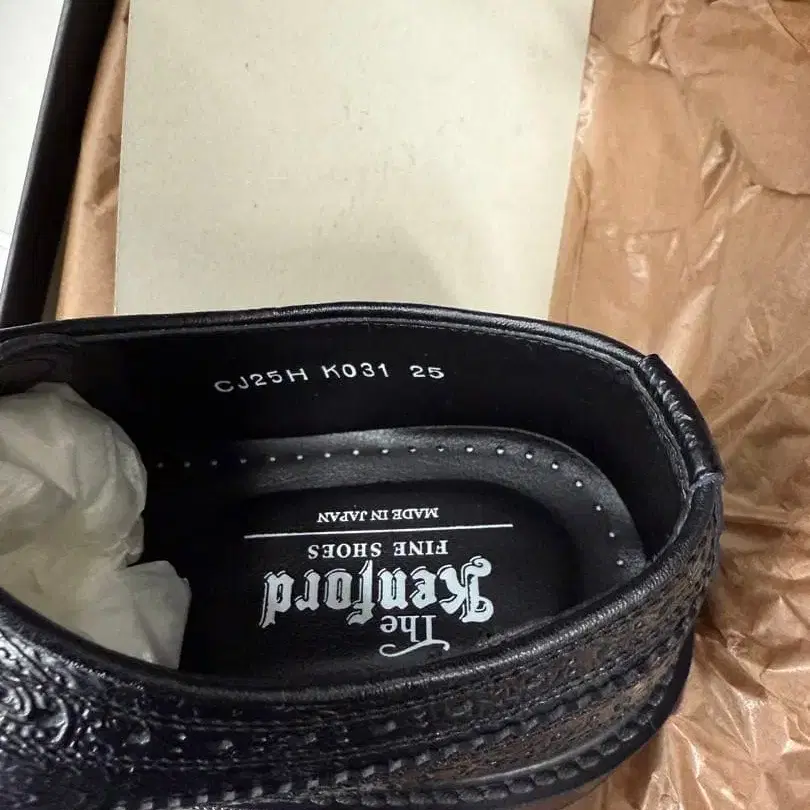 CJ25H K031 25
The
Kenford
FINE SHOES
MADE IN JAPAN